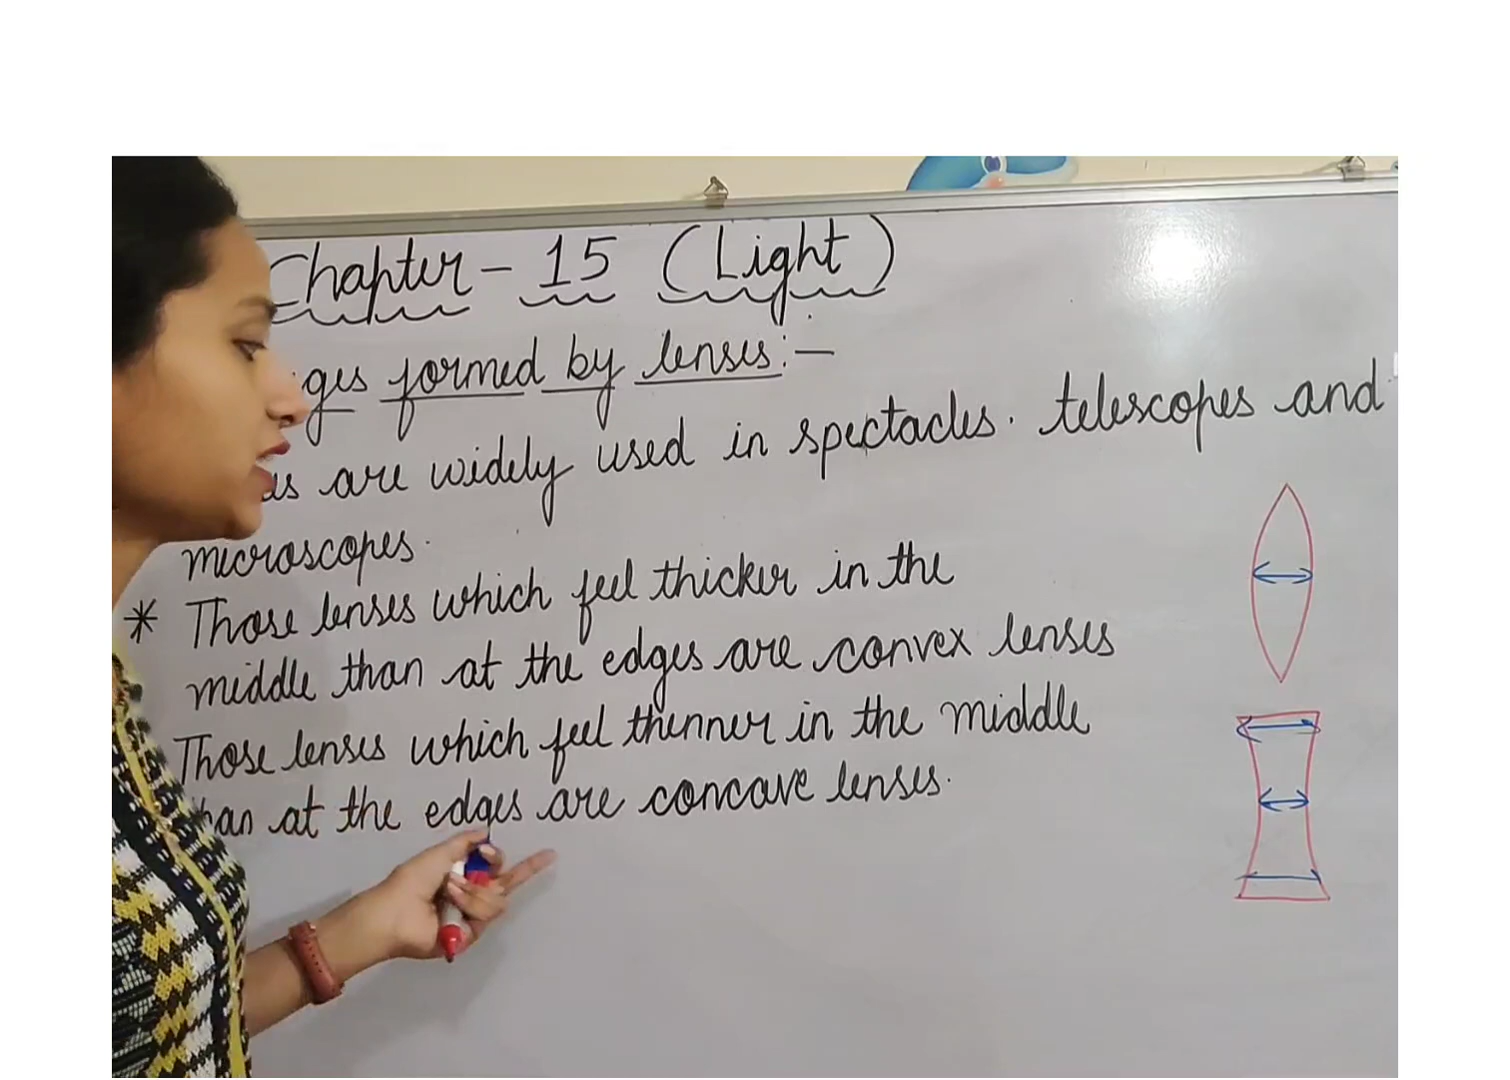 Chapter - 15 (Light)
ges formed by lenses:-
are widely used in spectacles. telescopes and
microscopes.
* Those lenses which feel thicker in the
middle than at the edges are convex lenses
Those lenses which feel thinner in the middle
han at the edges are concave lenses.